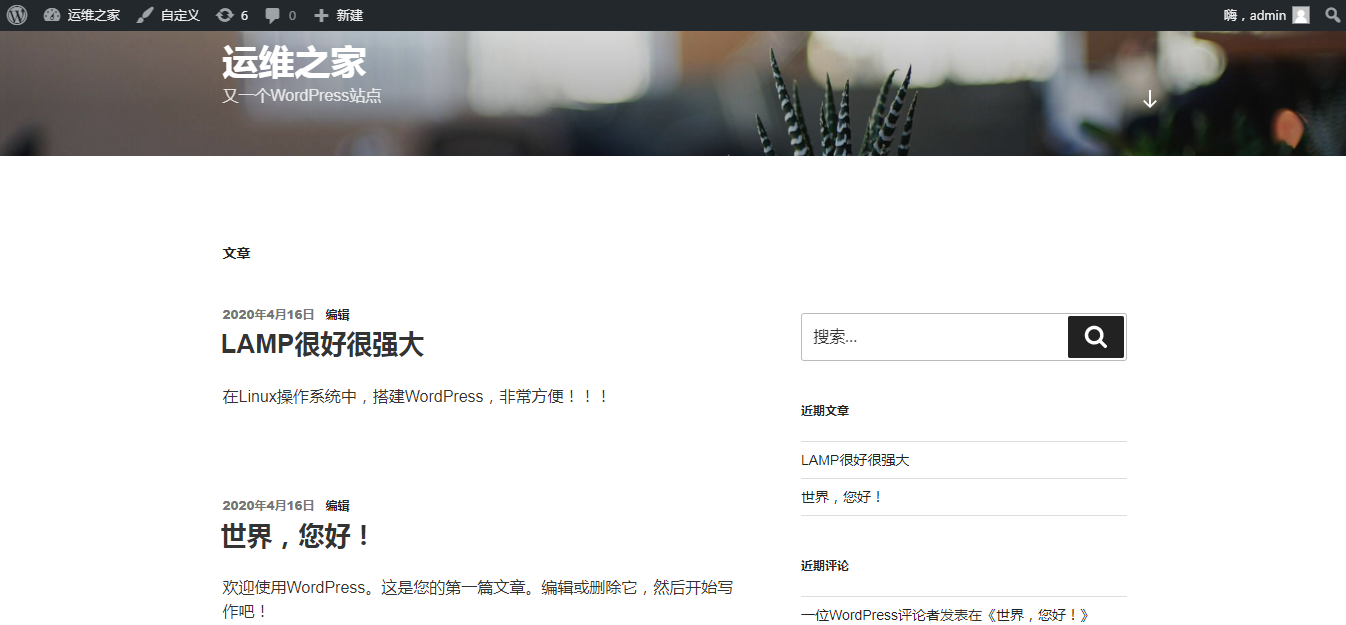 运维之家 自定义 6 0 新建 嗨，admin
运维之家
又一个WordPress站点
文章
2020年4月16日 编辑
LAMP很好很强大
在Linux操作系统中，搭建WordPress，非常方便！！！
2020年4月16日 编辑
世界，您好！
欢迎使用WordPress。这是您的第一篇文章。编辑或删除它，然后开始写
作吧！
搜索...
近期文章
LAMP很好很强大
世界，您好！
近期评论
一位WordPress评论者发表在《世界，您好！》